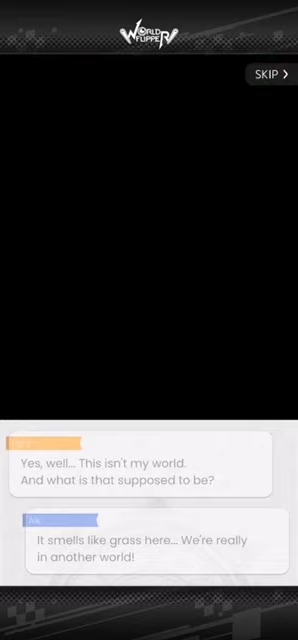 WORLD
FLIPPER
SKIP
Yes, well... This isn't my world.
And what is that supposed to be?
It smells like grass here... We're really
in another world!